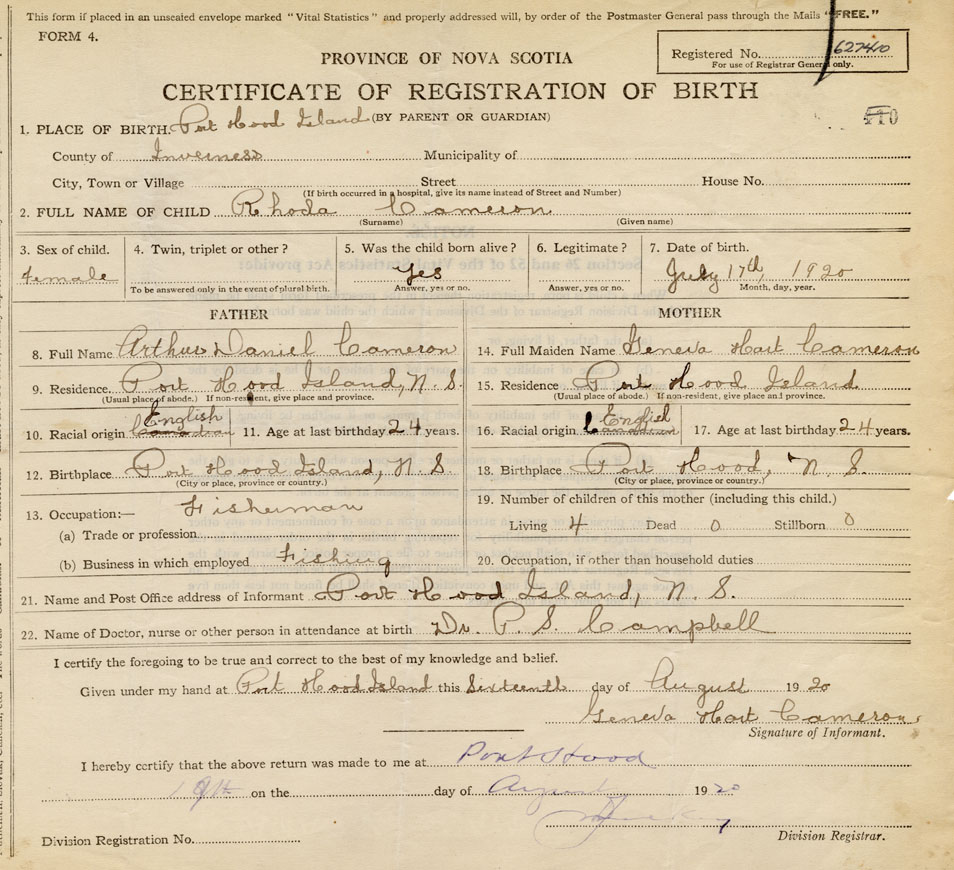 This form if placed in an unsealed envelope marked "Vital Statistics" and properly addressed will, by order of the Postmaster General pass through the Mails "FREE."
FORM 4.
Registered No. 627410
For use of Registrar General only.
PROVINCE OF NOVA SCOTIA
CERTIFICATE OF REGISTRATION OF BIRTH
(BY PARENT OR GUARDIAN)
410
1. PLACE OF BIRTH. Port Hood Island
County of Inverness Municipality of
City, Town or Village Street House No.
(If birth occurred in a hospital, give its name instead of Street and Number)
2. FULL NAME OF CHILD Rhoda Cameron
(Surname) (Given name)
3. Sex of child. female
4. Twin, triplet or other?
To be answered only in the event of plural birth.
5. Was the child born alive? Yes
Answer, yes or no.
6. Legitimate?
Answer, yes or no.
7. Date of birth. July 17th, 1920
Month, day, year.
FATHER
8. Full Name Arthur Daniel Cameron
9. Residence. Port Hood Island, N. S.
(Usual place of abode.) If non-resident, give place and province.
10. Racial origin English Canadian 11. Age at last birthday 24 years.
12. Birthplace Port Hood Island, N. S.
(City or place, province or country.)
13. Occupation:— Fisherman
(a) Trade or profession
(b) Business in which employed Fishing
MOTHER
14. Full Maiden Name Geneva Hart Cameron
15. Residence Port Hood Island
(Usual place of abode.) If non-resident, give place and province.
16. Racial origin English Canadian 17. Age at last birthday 24 years.
18. Birthplace Port Hood, N. S.
(City or place, province or country.)
19. Number of children of this mother (including this child.)
Living 4 Dead 0 Stillborn 0
20. Occupation, if other than household duties
21. Name and Post Office address of Informant Port Hood Island, N. S.
22. Name of Doctor, nurse or other person in attendance at birth Dr. P. S. Campbell
I certify the foregoing to be true and correct to the best of my knowledge and belief.
Given under my hand at Port Hood Island this Sixteenth day of August 1920
Geneva Hart Cameron
Signature of Informant.
I hereby certify that the above return was made to me at Port Hood
19th on the day of August 1920
Division Registration No. Division Registrar.